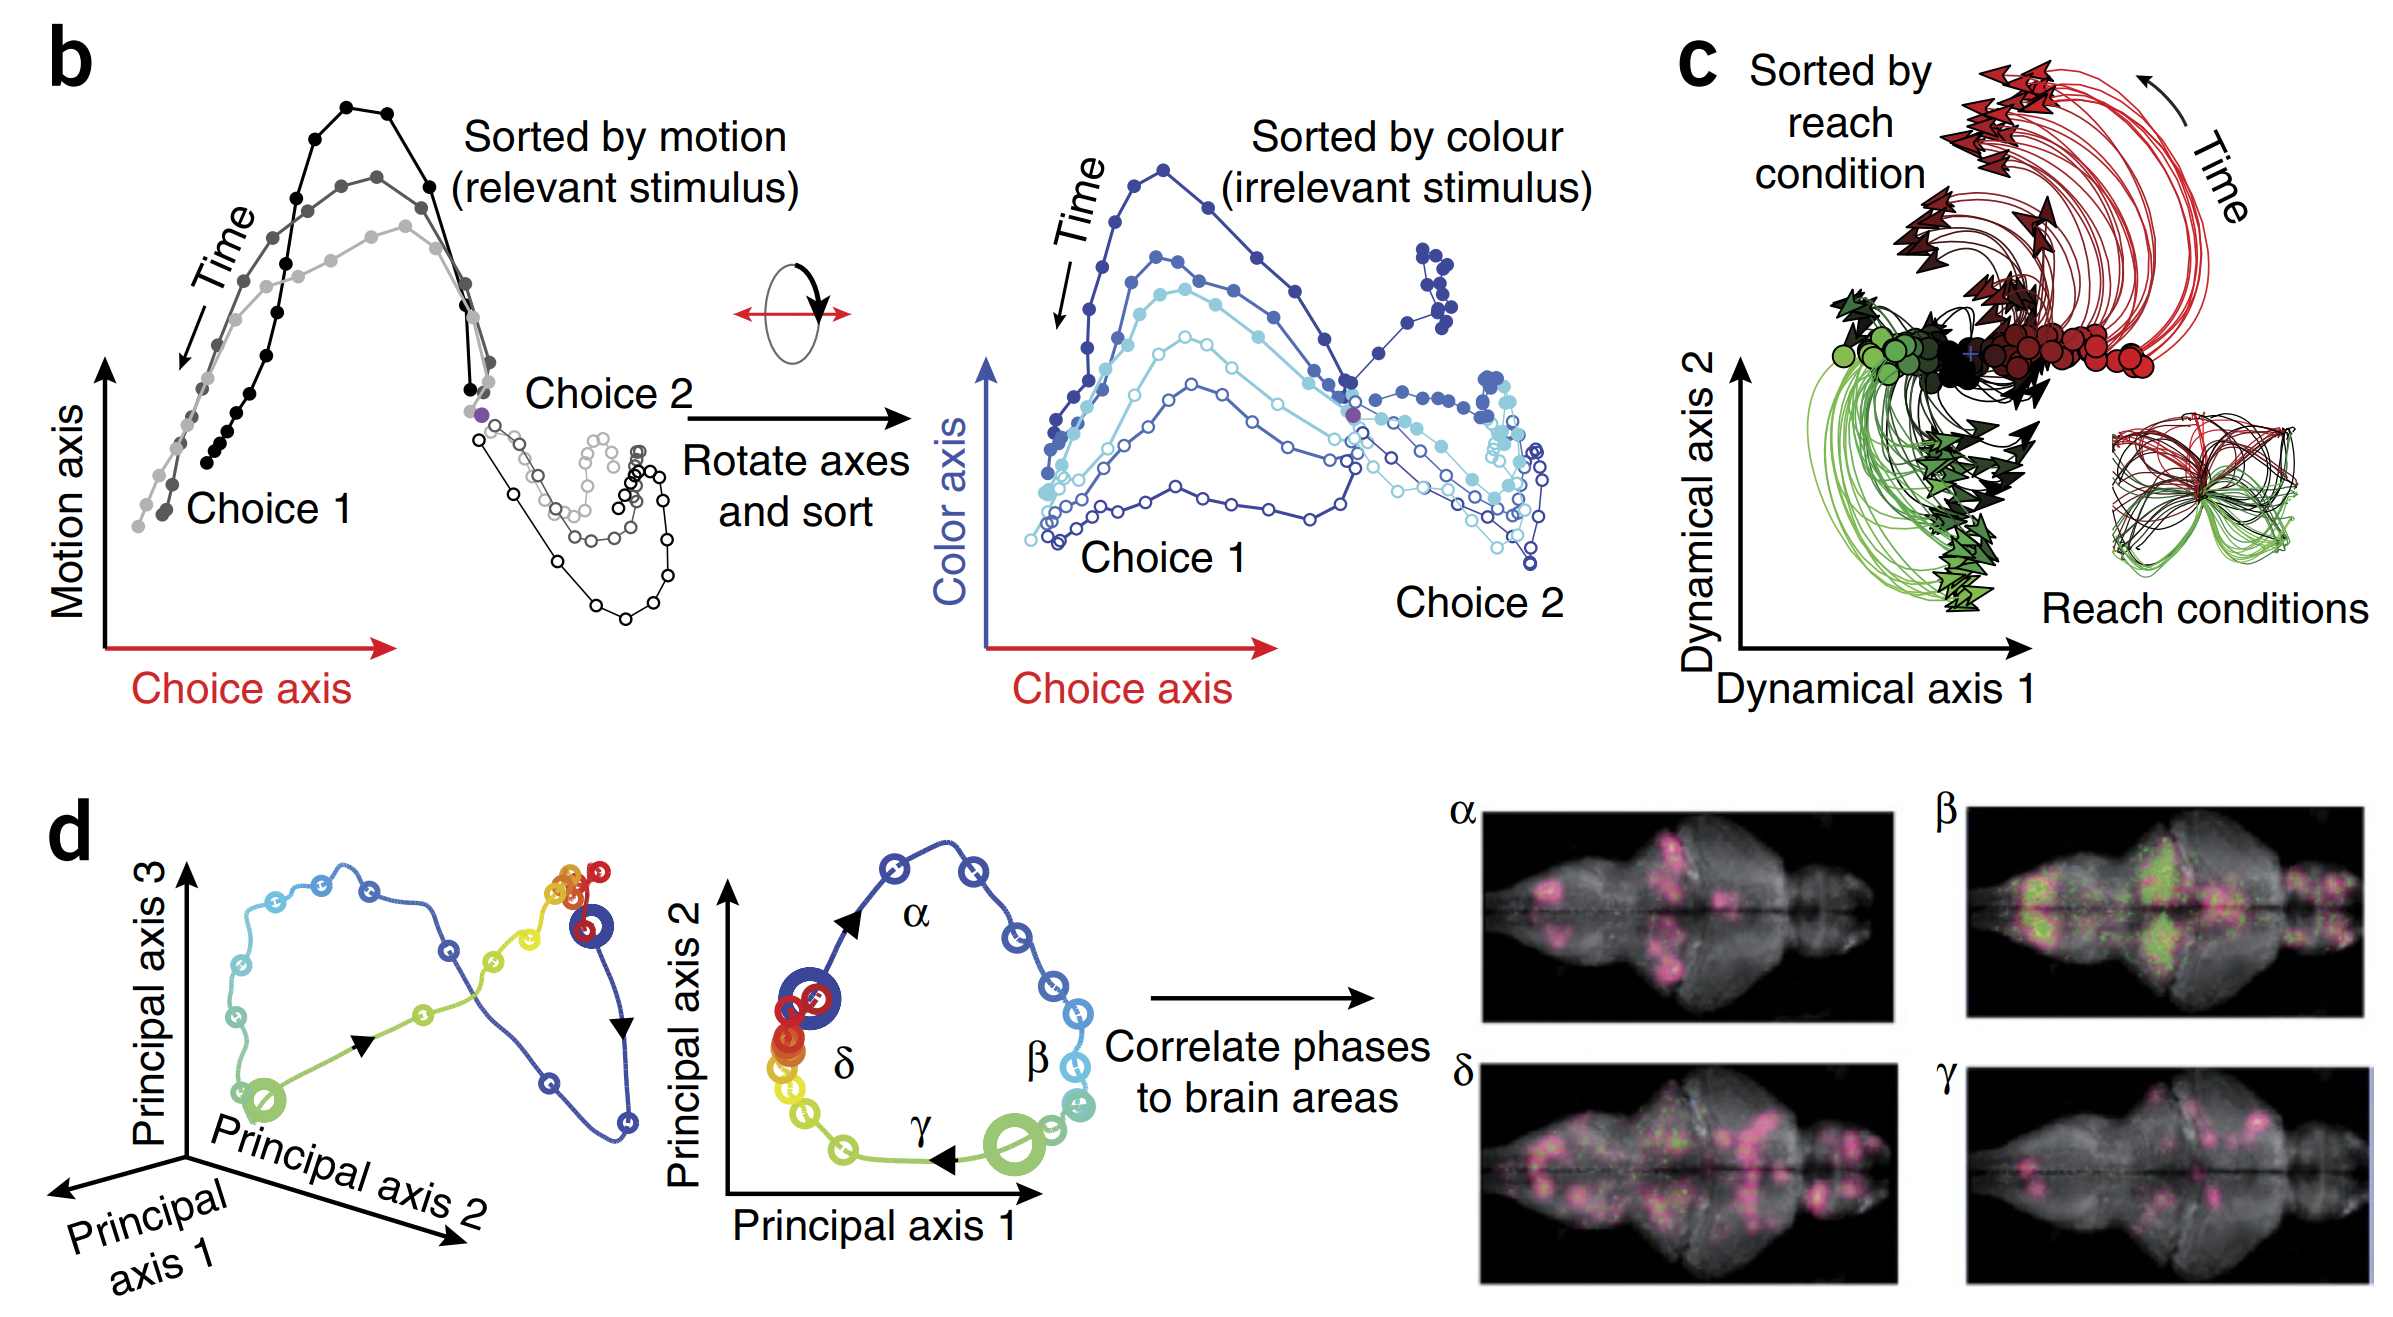 b
Sorted by motion
(relevant stimulus)
Time
Motion axis
Choice 1
Choice 2
Choice axis
Rotate axes
and sort
Sorted by colour
(irrelevant stimulus)
Time
Color axis
Choice 1
Choice 2
Choice axis
c
Sorted by
reach
condition
Time
Dynamical axis 2
Dynamical axis 1
Reach conditions
d
Principal axis 3
Principal axis 2
Principal
axis 1
Principal axis 2
Principal axis 1
α
β
γ
δ
Correlate phases
to brain areas
α
β
δ
γ